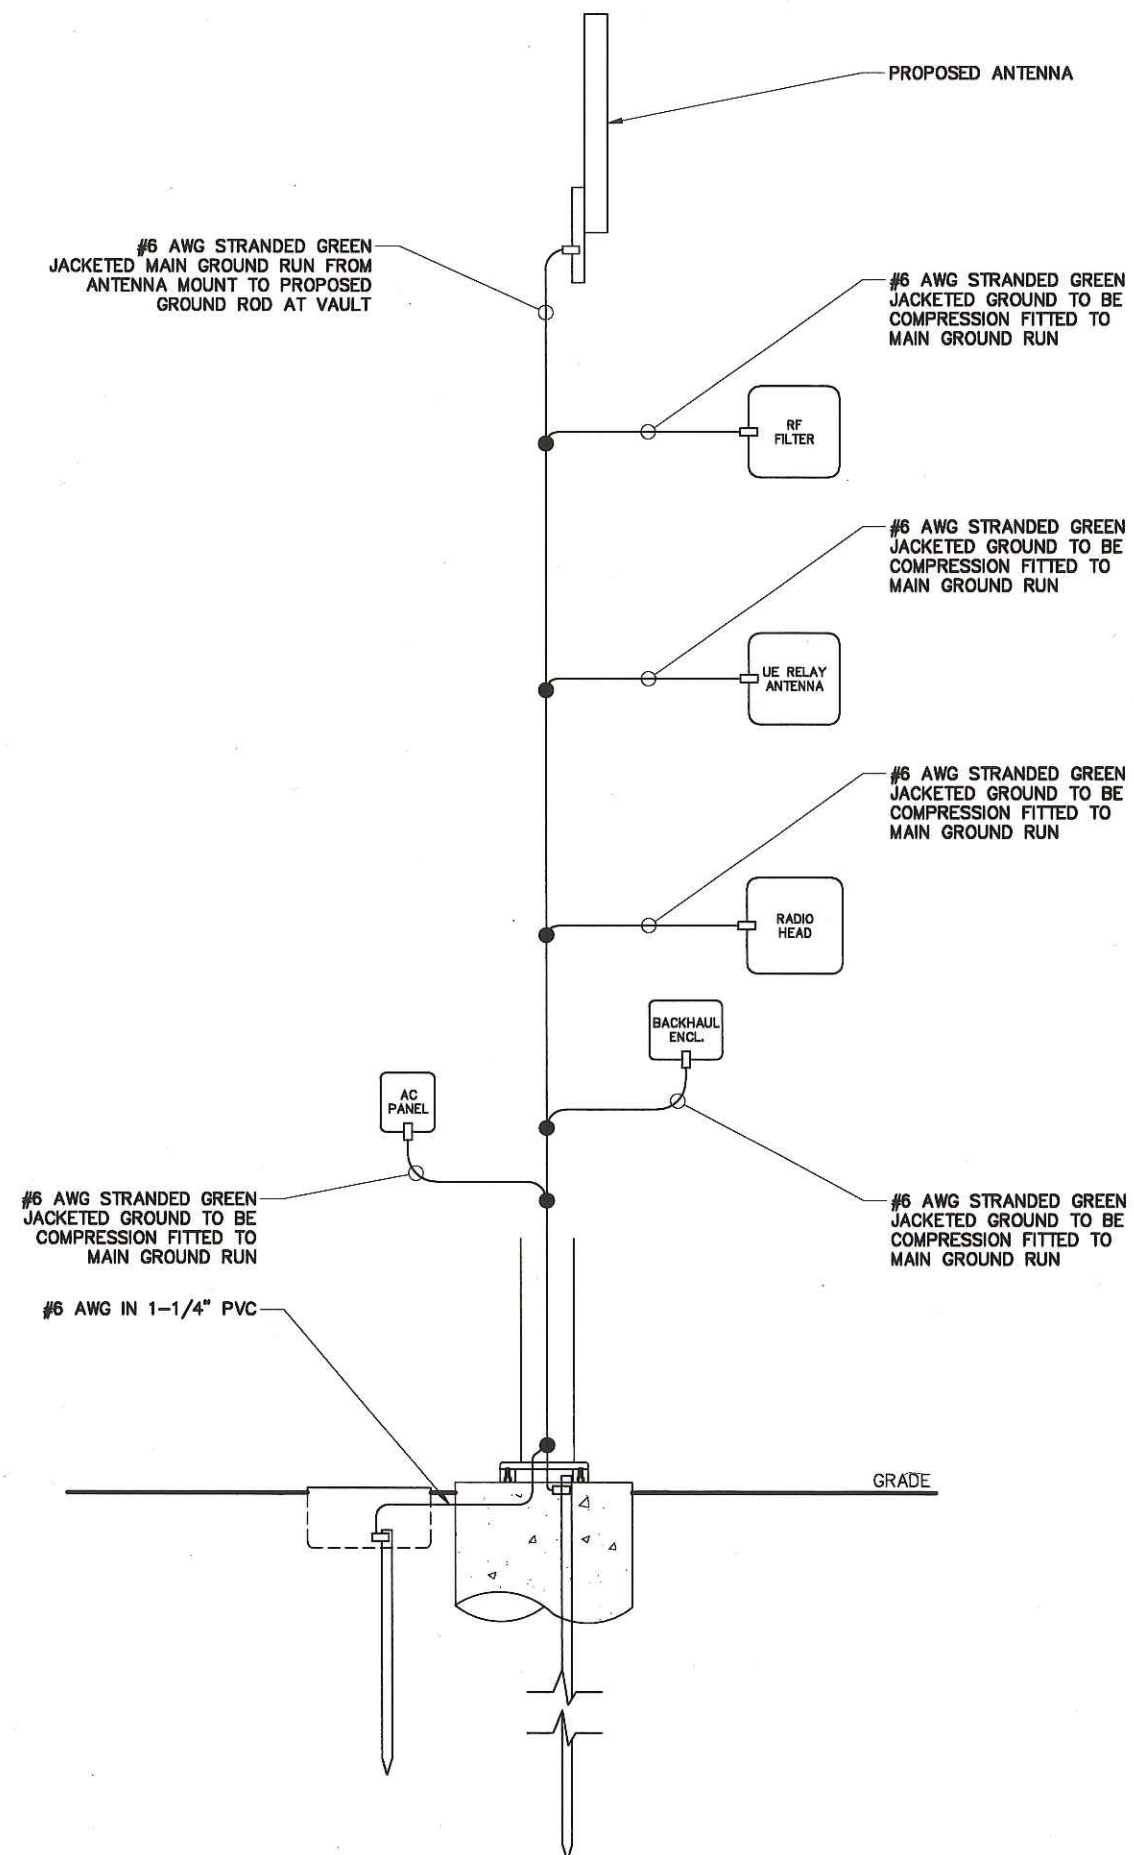 PROPOSED ANTENNA
#6 AWG STRANDED GREEN
JACKETED MAIN GROUND RUN FROM
ANTENNA MOUNT TO PROPOSED
GROUND ROD AT VAULT
#6 AWG STRANDED GREEN
JACKETED GROUND TO BE
COMPRESSION FITTED TO
MAIN GROUND RUN
RF
FILTER
#6 AWG STRANDED GREEN
JACKETED GROUND TO BE
COMPRESSION FITTED TO
MAIN GROUND RUN
UE RELAY
ANTENNA
#6 AWG STRANDED GREEN
JACKETED GROUND TO BE
COMPRESSION FITTED TO
MAIN GROUND RUN
RADIO
HEAD
BACKHAUL
ENCL.
AC
PANEL
#6 AWG STRANDED GREEN
JACKETED GROUND TO BE
COMPRESSION FITTED TO
MAIN GROUND RUN
#6 AWG STRANDED GREEN
JACKETED GROUND TO BE
COMPRESSION FITTED TO
MAIN GROUND RUN
#6 AWG IN 1-1/4" PVC
GRADE